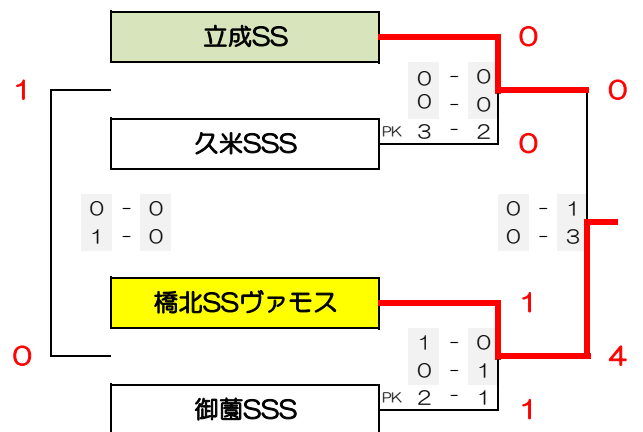 立成SS 0
0 - 0
1 0
0 - 0
PK 3 - 2
久米SSS 0
0 - 0 0 - 1
1 - 0 0 - 3
橋北SSヴァモス 1
1 - 0
0 4
0 - 1
PK 2 - 1
御薗SSS 1